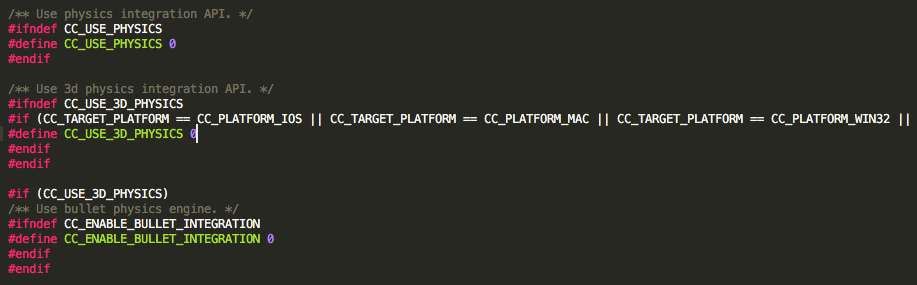 /** Use physics integration API. */
#ifndef CC_USE_PHYSICS
#define CC_USE_PHYSICS 0
#endif
/** Use 3d physics integration API. */
#ifndef CC_USE_3D_PHYSICS
#if (CC_TARGET_PLATFORM == CC_PLATFORM_IOS || CC_TARGET_PLATFORM == CC_PLATFORM_MAC || CC_TARGET_PLATFORM == CC_PLATFORM_WIN32 ||
#define CC_USE_3D_PHYSICS 0
#endif
#endif
#if (CC_USE_3D_PHYSICS)
/** Use bullet physics engine. */
#ifndef CC_ENABLE_BULLET_INTEGRATION
#define CC_ENABLE_BULLET_INTEGRATION 0
#endif
#endif